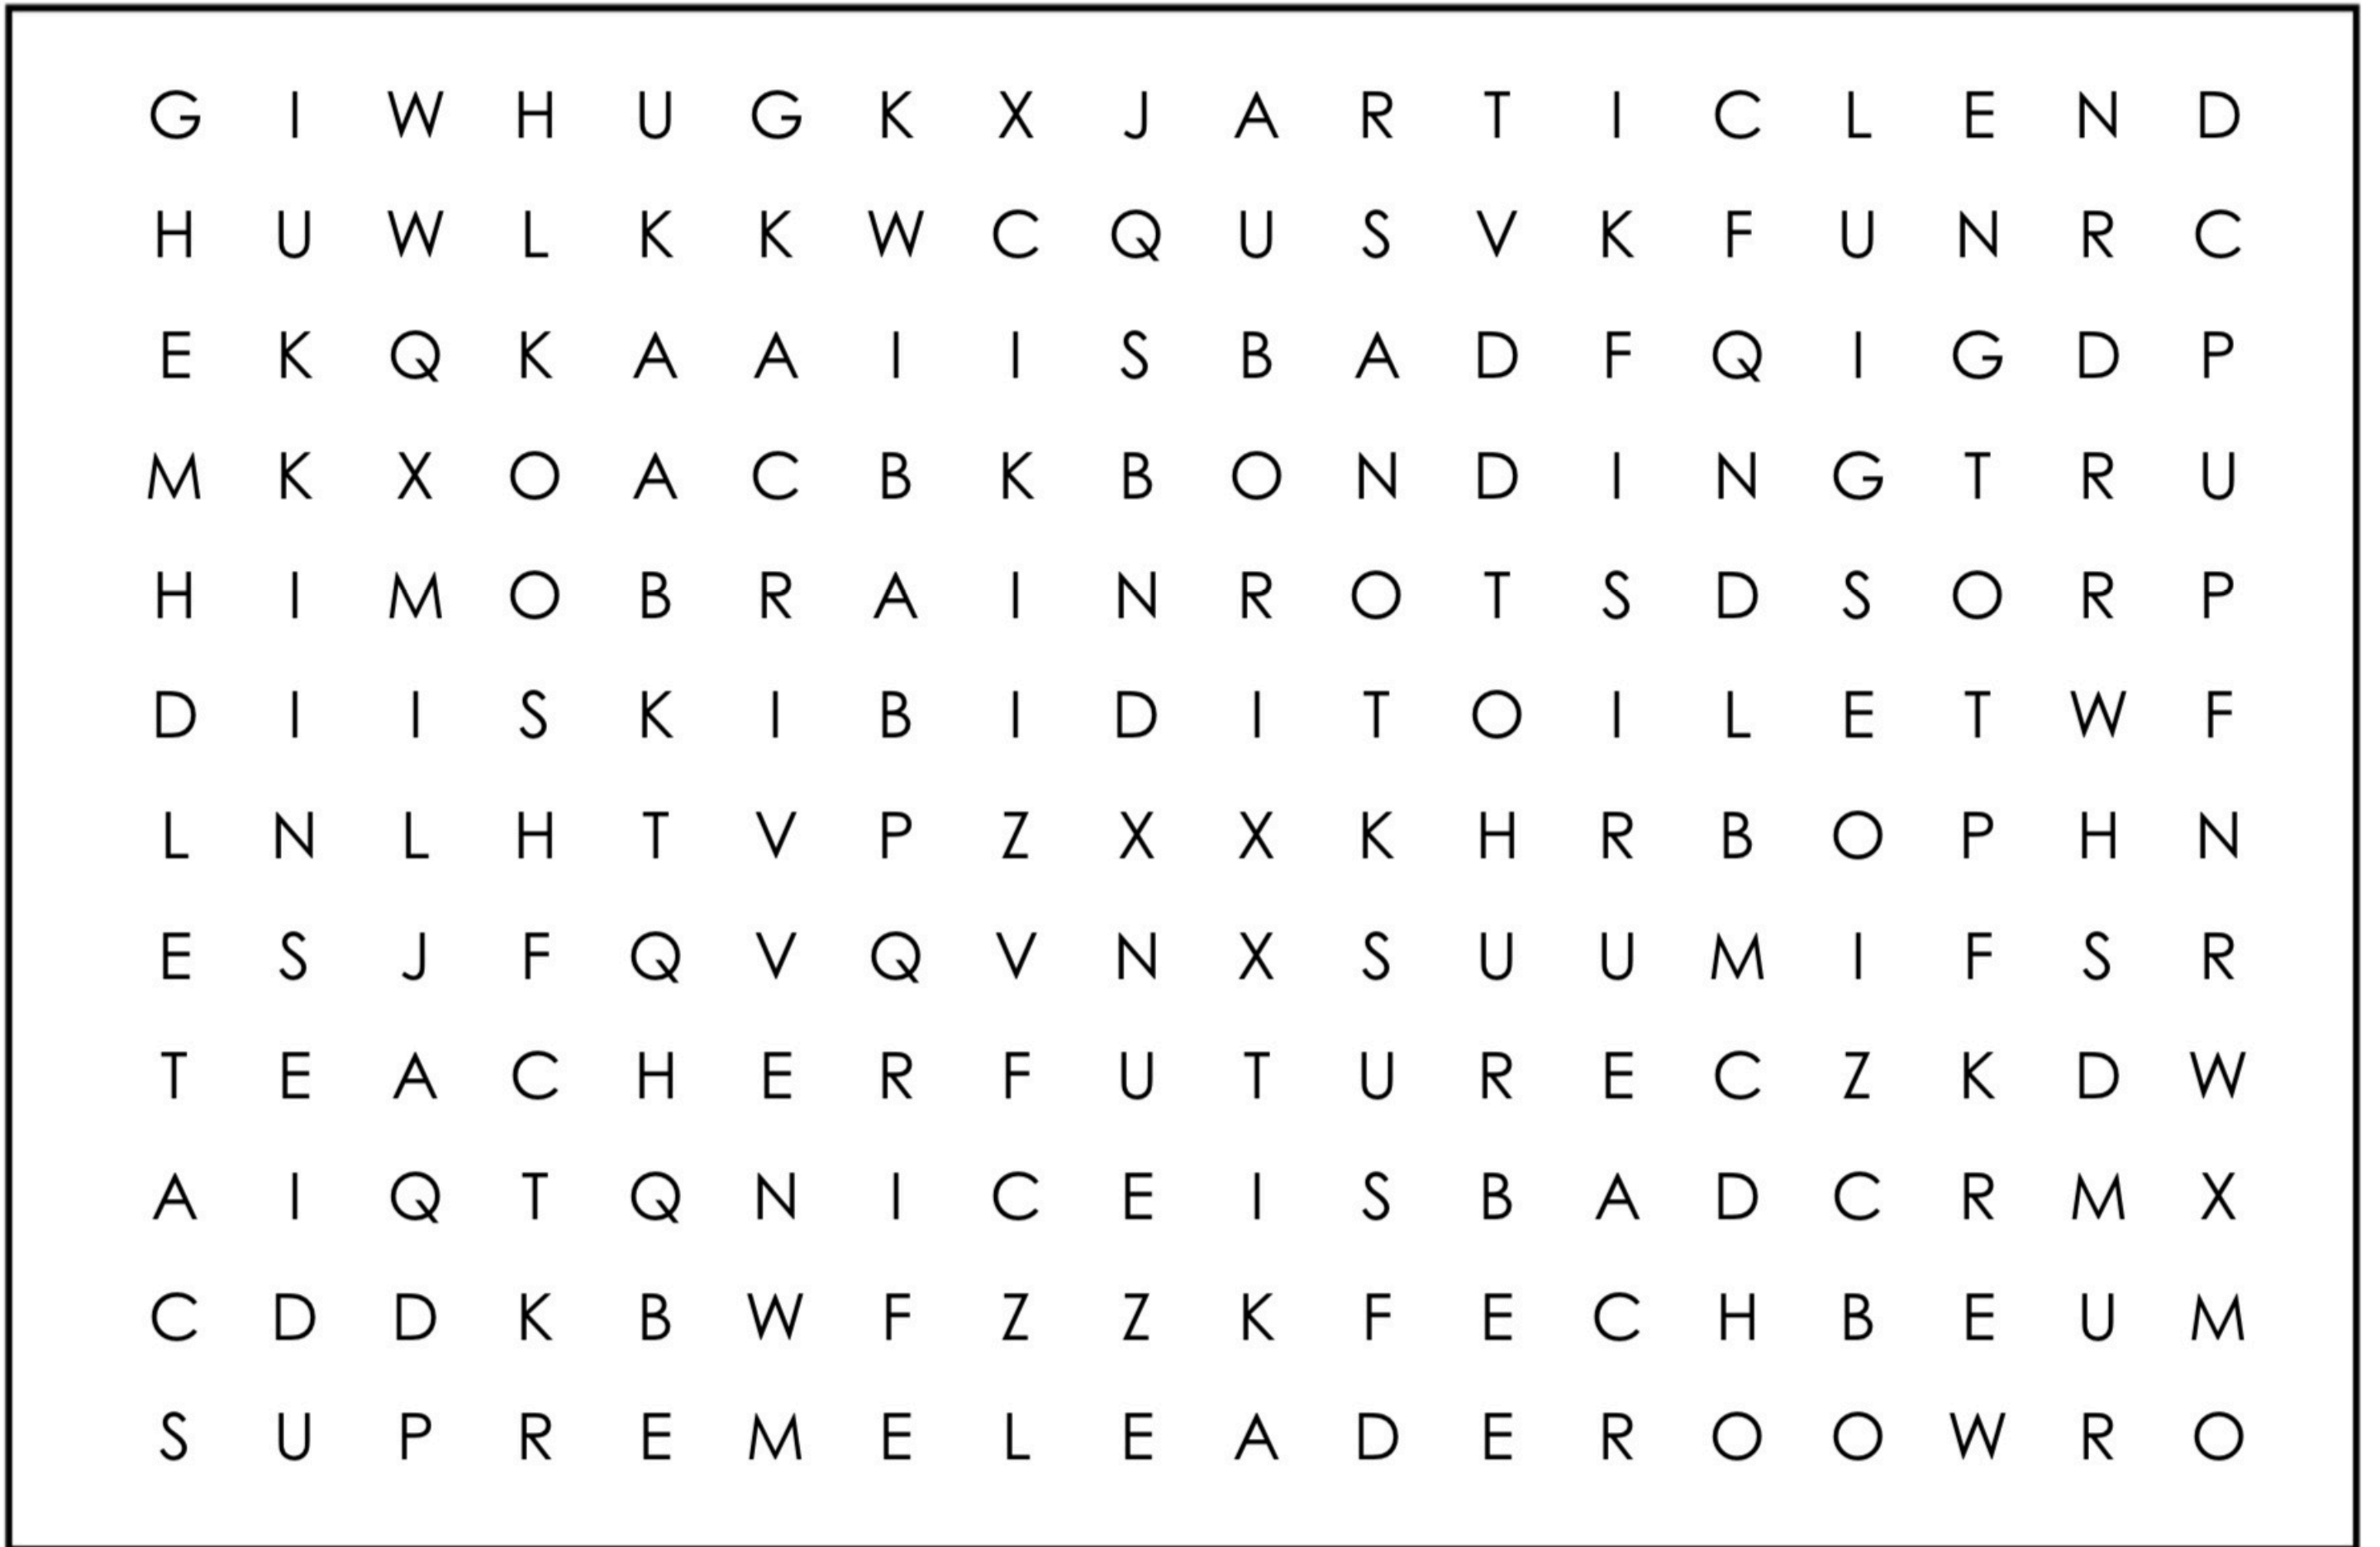 G I W H U G K X J A R T I C L E N D
H U W L K K W C Q U S V K F U N R C
E K Q K A A I I S B A D F Q I G D P
M K X O A C B K B O N D I N G T R U
H I M O B R A I N R O T S D S O R P
D I I S K I B I D I T O I L E T W F
L N L H T V P Z X X K H R B O P H N
E S J F Q V Q V N X S U U M I F S R
T E A C H E R F U T U R E C Z K D W
A I Q T Q N I C E I S B A D C R M X
C D D K B W F Z Z K F E C H B E U M
S U P R E M E L E A D E R O O W R O